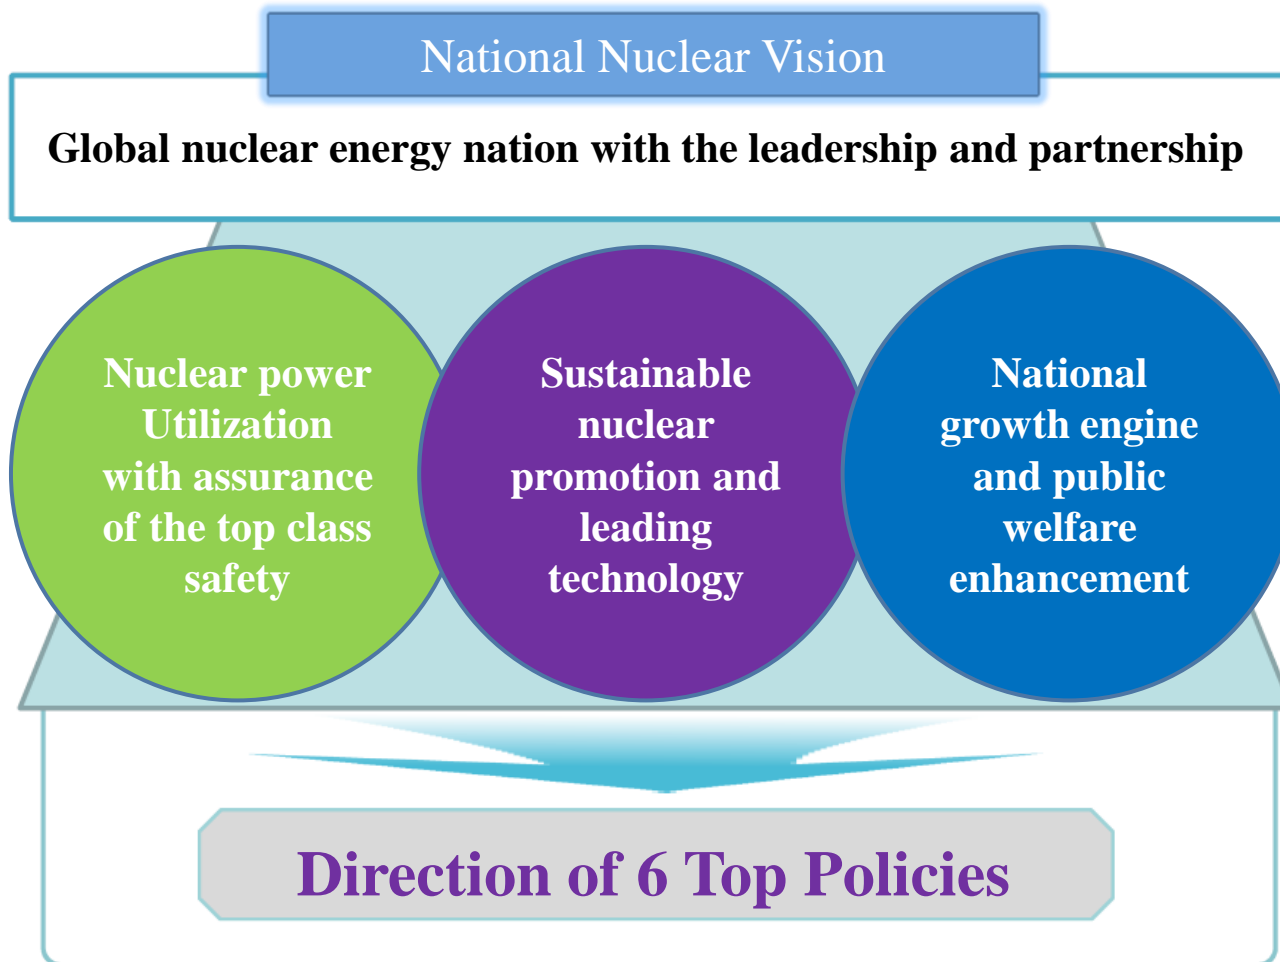 National Nuclear Vision
Global nuclear energy nation with the leadership and partnership
Nuclear power
Utilization
with assurance
of the top class
safety
Sustainable
nuclear
promotion and
leading
technology
National
growth engine
and public
welfare
enhancement
Direction of 6 Top Policies